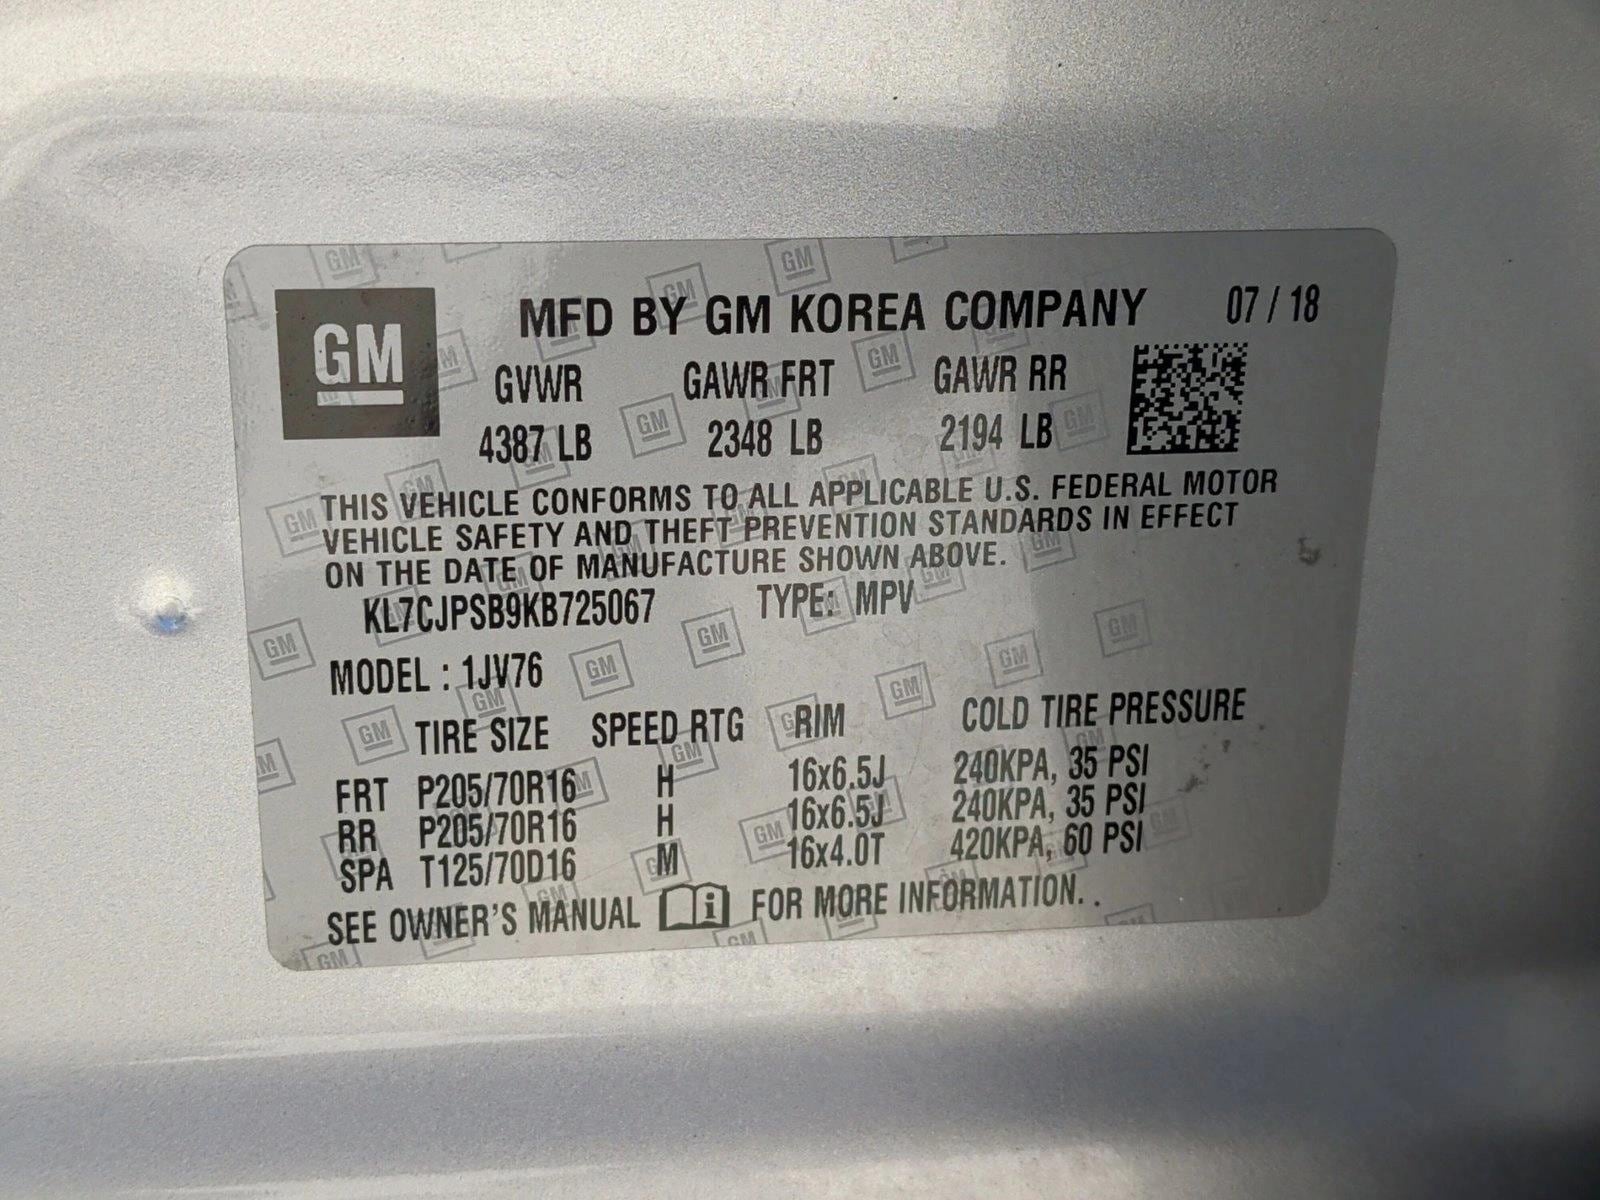 GM
MFD BY GM KOREA COMPANY 07 / 18
GVWR GAWR FRT GAWR RR
4387 LB 2348 LB 2194 LB
THIS VEHICLE CONFORMS TO ALL APPLICABLE U.S. FEDERAL MOTOR
VEHICLE SAFETY AND THEFT PREVENTION STANDARDS IN EFFECT
ON THE DATE OF MANUFACTURE SHOWN ABOVE.
KL7CJPSB9KB725067 TYPE: MPV
MODEL : 1JV76
TIRE SIZE SPEED RTG RIM COLD TIRE PRESSURE
FRT P205/70R16 H 16x6.5J 240KPA, 35 PSI
RR P205/70R16 H 16x6.5J 240KPA, 35 PSI
SPA T125/70D16 M 16x4.0T 420KPA, 60 PSI
SEE OWNER'S MANUAL i FOR MORE INFORMATION. .